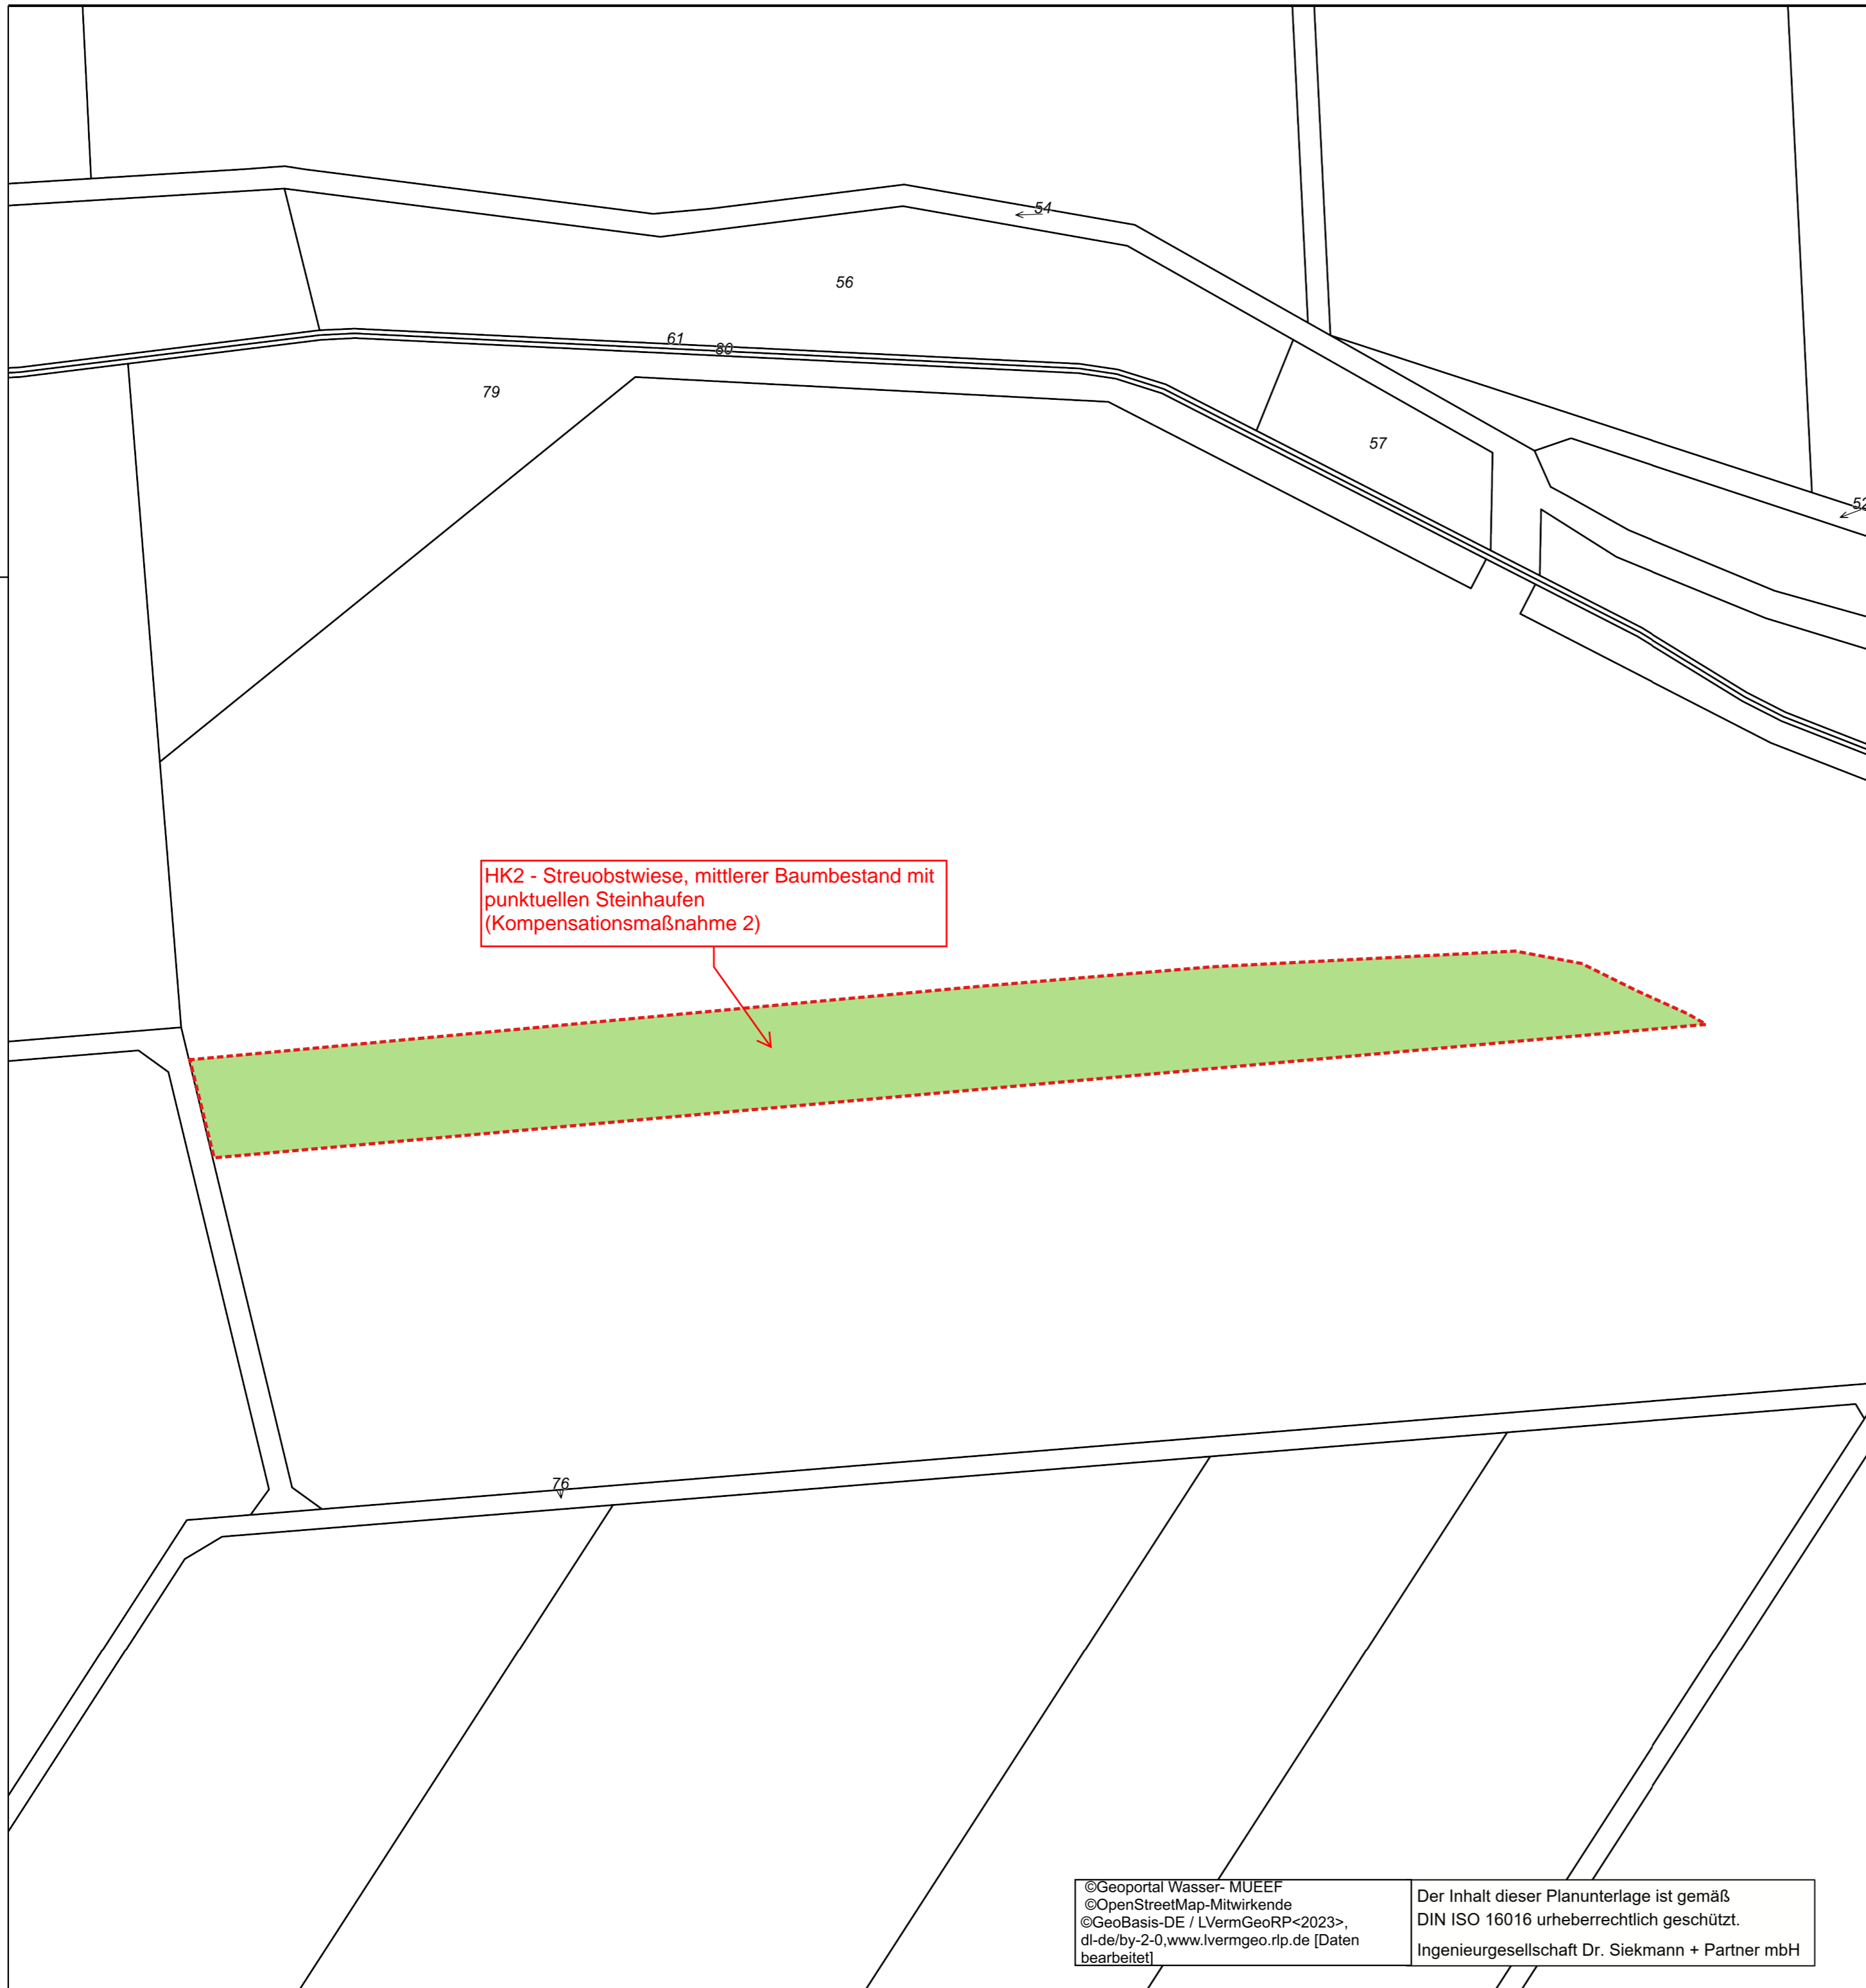 54
56
61
80
79
57
52
HK2 - Streuobstwiese, mittlerer Baumbestand mit
punktuellen Steinhaufen
(Kompensationsmaßnahme 2)
76
©Geoportal Wasser- MUEEF
©OpenStreetMap-Mitwirkende
©GeoBasis-DE / LVermGeoRP<2023>,
dl-de/by-2-0,www.lvermgeo.rlp.de [Daten
bearbeitet]
Der Inhalt dieser Planunterlage ist gemäß
DIN ISO 16016 urheberrechtlich geschützt.
Ingenieurgesellschaft Dr. Siekmann + Partner mbH